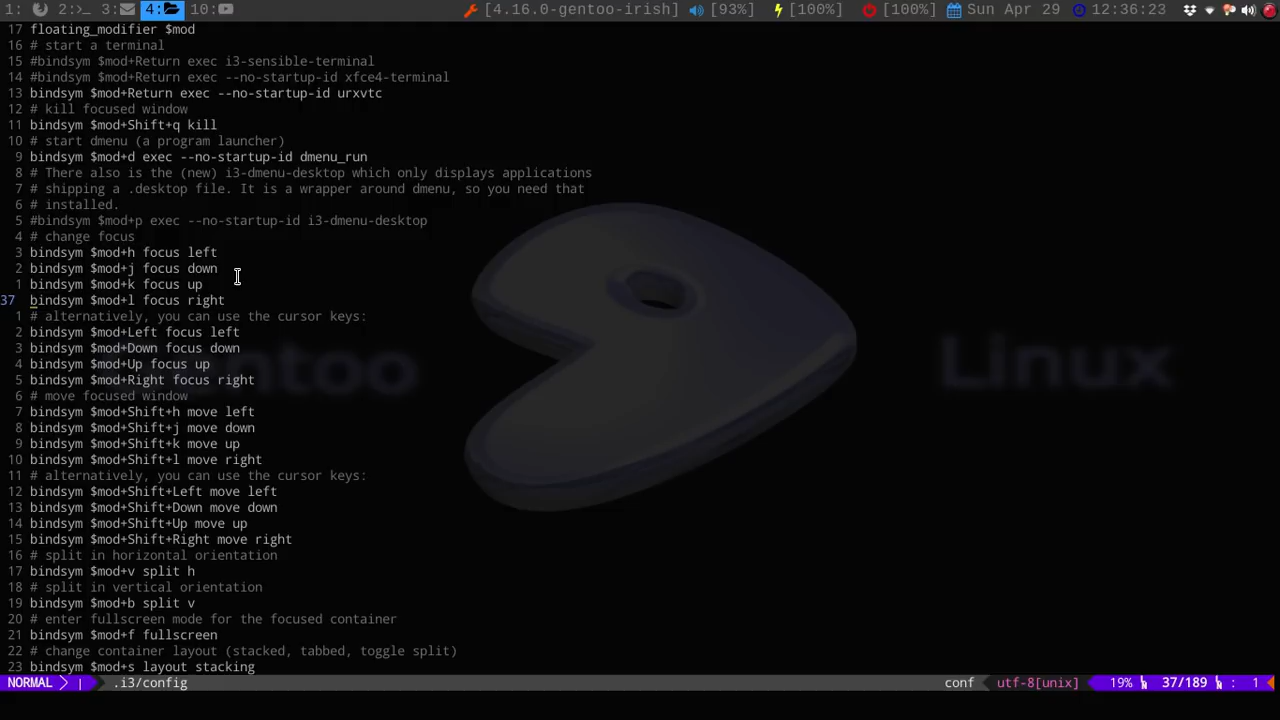 1: 2:>_ 3: 4: 10: [4.16.0-gentoo-irish] [93%] [100%] [100%] Sun Apr 29 12:36:23
17 floating_modifier $mod
16 # start a terminal
15 #bindsym $mod+Return exec i3-sensible-terminal
14 #bindsym $mod+Return exec --no-startup-id xfce4-terminal
13 bindsym $mod+Return exec --no-startup-id urxvtc
12 # kill focused window
11 bindsym $mod+Shift+q kill
10 # start dmenu (a program launcher)
9 bindsym $mod+d exec --no-startup-id dmenu_run
8 # There also is the (new) i3-dmenu-desktop which only displays applications
7 # shipping a .desktop file. It is a wrapper around dmenu, so you need that
6 # installed.
5 #bindsym $mod+p exec --no-startup-id i3-dmenu-desktop
4 # change focus
3 bindsym $mod+h focus left
2 bindsym $mod+j focus down
1 bindsym $mod+k focus up
37 bindsym $mod+l focus right
1 # alternatively, you can use the cursor keys:
2 bindsym $mod+Left focus left
3 bindsym $mod+Down focus down
4 bindsym $mod+Up focus up
5 bindsym $mod+Right focus right
6 # move focused window
7 bindsym $mod+Shift+h move left
8 bindsym $mod+Shift+j move down
9 bindsym $mod+Shift+k move up
10 bindsym $mod+Shift+l move right
11 # alternatively, you can use the cursor keys:
12 bindsym $mod+Shift+Left move left
13 bindsym $mod+Shift+Down move down
14 bindsym $mod+Shift+Up move up
15 bindsym $mod+Shift+Right move right
16 # split in horizontal orientation
17 bindsym $mod+v split h
18 # split in vertical orientation
19 bindsym $mod+b split v
20 # enter fullscreen mode for the focused container
21 bindsym $mod+f fullscreen
22 # change container layout (stacked, tabbed, toggle split)
23 bindsym $mod+s layout stacking
NORMAL .i3/config conf utf-8[unix] 19% 37/189 : 1
entoo Linux